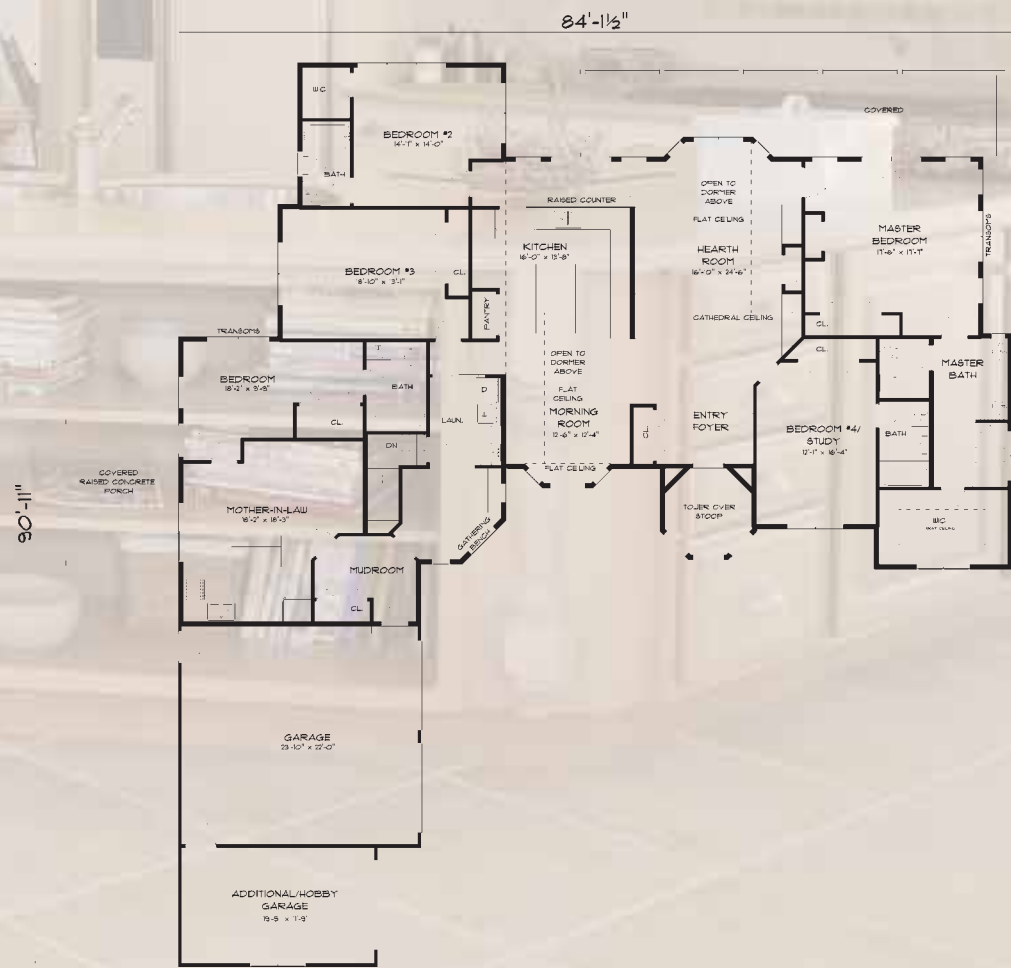 84'-1½"
COVERED
WC
BEDROOM #2
14'-1" x 14'-0"
BATH
OPEN TO
DORMER
ABOVE
FLAT CEILING
RAISED COUNTER
TRANSOMS
MASTER
BEDROOM
KITCHEN
16'-0" x 13'-8"
HEARTH
ROOM
16'-0" x 24'-6"
BEDROOM #3
CL.
PANTRY
CATHEDRAL CEILING
CL.
TRANSOMS
CL.
BEDROOM
BATH
OPEN TO
DORMER
ABOVE
FLAT
CEILING
MASTER
BATH
D
MORNING
ROOM
12'-6" x 12'-4"
CL.
LAUN.
CL.
ENTRY
FOYER
BEDROOM #4/
STUDY
12'-1" x 16'-4"
BATH
DN
FLAT CEILING
COVERED
RAISED CONCRETE
PORCH
90'-11"
MOTHER-IN-LAW
18'-2" x 18'-3"
GATHERING
BENCH
TOWER OVER
STOOP
WC
MUDROOM
CL.
GARAGE
23'-10" x 22'-0"
ADDITIONAL/HOBBY
GARAGE